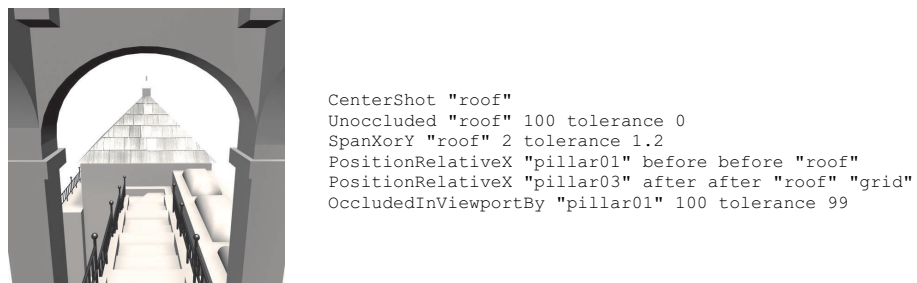 CenterShot "roof"
Unoccluded "roof" 100 tolerance 0
SpanXorY "roof" 2 tolerance 1.2
PositionRelativeX "pillar01" before before "roof"
PositionRelativeX "pillar03" after after "roof" "grid"
OccludedInViewportBy "pillar01" 100 tolerance 99